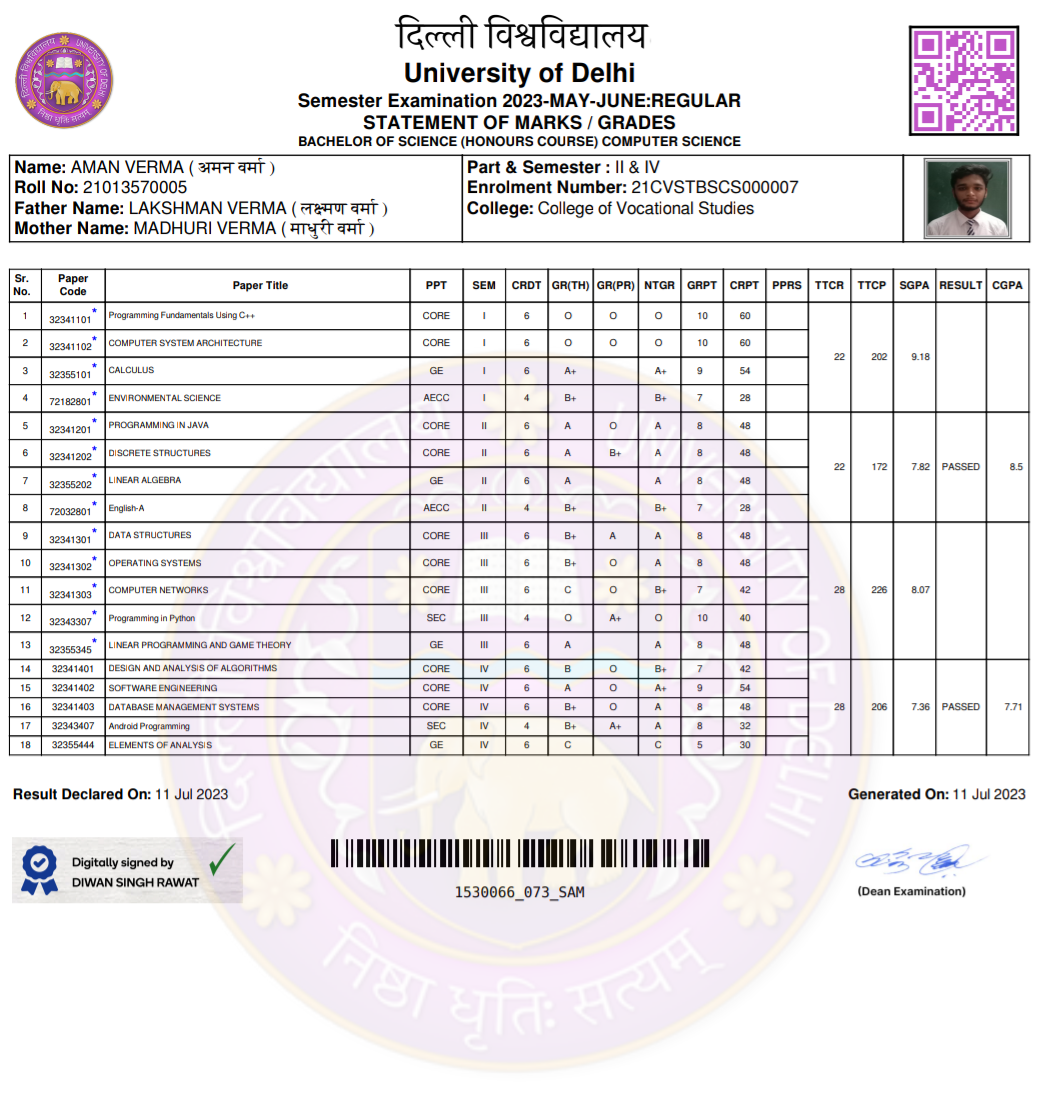 दिल्ली विश्वविद्यालय
University of Delhi
Semester Examination 2023-MAY-JUNE:REGULAR
STATEMENT OF MARKS / GRADES
BACHELOR OF SCIENCE (HONOURS COURSE) COMPUTER SCIENCE
Name: AMAN VERMA ( अमन वर्मा )
Roll No: 21013570005
Father Name: LAKSHMAN VERMA ( लक्ष्मण वर्मा )
Mother Name: MADHURI VERMA ( माधुरी वर्मा )
Part & Semester : II & IV
Enrolment Number: 21CVSTBSCS000007
College: College of Vocational Studies
Sr. No. Paper Code Paper Title PPT SEM CRDT GR(TH) GR(PR) NTGR GRPT CRPT PPRS TTCR TTCP SGPA RESULT CGPA
1 32341101* Programming Fundamentals Using C++ CORE I 6 O O O 10 60
2 32341102* COMPUTER SYSTEM ARCHITECTURE CORE I 6 O O O 10 60
22 202 9.18
3 32355101* CALCULUS GE I 6 A+ A+ 9 54
4 72182801* ENVIRONMENTAL SCIENCE AECC I 4 B+ B+ 7 28
5 32341201* PROGRAMMING IN JAVA CORE II 6 A O A 8 48
6 32341202* DISCRETE STRUCTURES CORE II 6 A B+ A 8 48
22 172 7.82 PASSED 8.5
7 32355202* LINEAR ALGEBRA GE II 6 A A 8 48
8 72032801* English-A AECC II 4 B+ B+ 7 28
9 32341301* DATA STRUCTURES CORE III 6 B+ A A 8 48
10 32341302* OPERATING SYSTEMS CORE III 6 B+ O A 8 48
11 32341303* COMPUTER NETWORKS CORE III 6 C O B+ 7 42 28 226 8.07
12 32343307* Programming in Python SEC III 4 O A+ O 10 40
13 32355345* LINEAR PROGRAMMING AND GAME THEORY GE III 6 A A 8 48
14 32341401 DESIGN AND ANALYSIS OF ALGORITHMS CORE IV 6 B O B+ 7 42
15 32341402 SOFTWARE ENGINEERING CORE IV 6 A O A+ 9 54
16 32341403 DATABASE MANAGEMENT SYSTEMS CORE IV 6 B+ O A 8 48 28 206 7.36 PASSED 7.71
17 32343407 Android Programming SEC IV 4 B+ A+ A 8 32
18 32355444 ELEMENTS OF ANALYSIS GE IV 6 C C 5 30
Result Declared On: 11 Jul 2023
Generated On: 11 Jul 2023
Digitally signed by
DIWAN SINGH RAWAT
1530066_073_SAM
(Dean Examination)
दिल्ली विश्वविद्यालय
UNIVERSITY OF DELHI
निष्ठा धृतिः सत्यम्